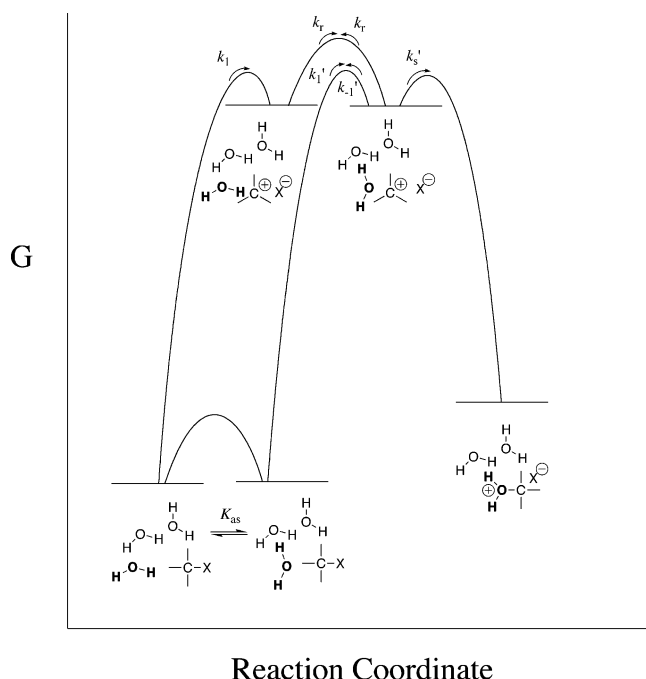 k_r k_r
k_1 k_1' k_-1' k_s'
H
H O H O H
H O H C ⊕ X ⊖
H
H O H O H
H
O C ⊕ X ⊖
H
G
H
H O H O H
H
⊕ O C X ⊖
H
K_as
H
H O H O H
H O H C X
H
H O H O H
H
O C X
H
Reaction Coordinate